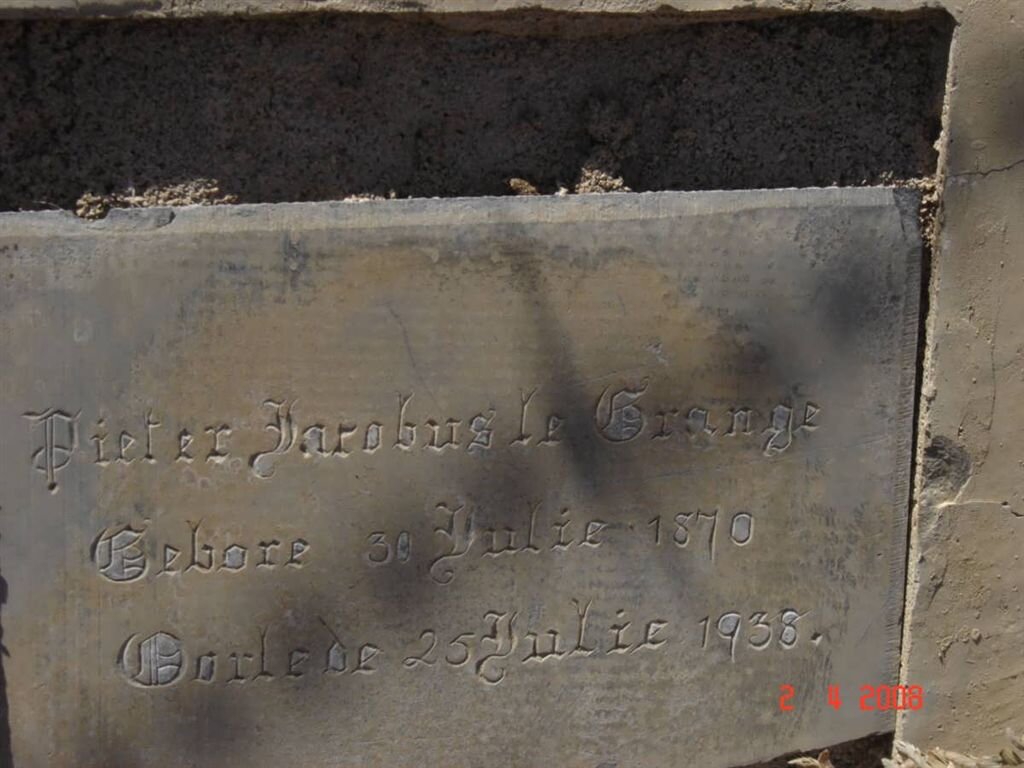 Pieter Jacobus le Grange
Gebore 30 Julie 1870
Oorlede 25 Julie 1938.
2 4 2008